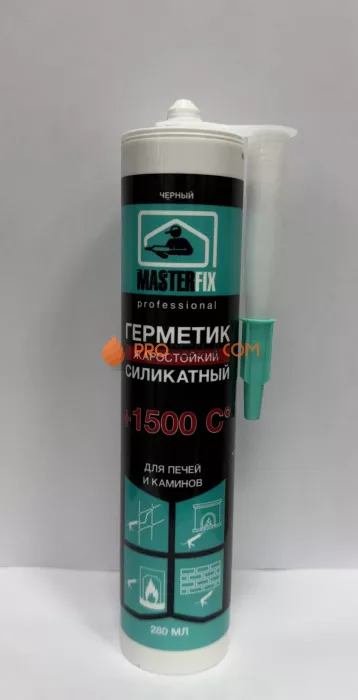 ЧЕРНЫЙ
MASTERFIX
professional
ГЕРМЕТИК
ЖАРОСТОЙКИЙ
СИЛИКАТНЫЙ
+1500 C°
ДЛЯ ПЕЧЕЙ
И КАМИНОВ
280 МЛ